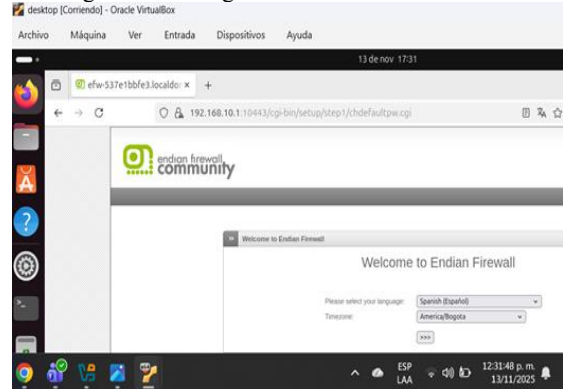 desktop [Corriendo] - Oracle VirtualBox
Archivo Máquina Ver Entrada Dispositivos Ayuda
13 de nov 17:31
efw-537e1bbfe3.localdo
192.168.10.1:10443/cgi-bin/setup/step1/chdefaultpw.cgi
endian firewall
community
Welcome to Endian Firewall
Welcome to Endian Firewall
Please select your language: Spanish (Español)
Timezone: America/Bogota
>>>
ESP
LAA
12:31:48 p. m.
13/11/2025